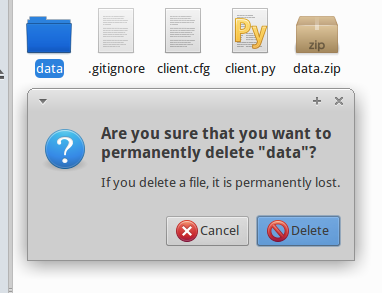 data .gitignore client.cfg client.py data.zip
Py
zip
Are you sure that you want to
permanently delete "data"?
If you delete a file, it is permanently lost.
Cancel Delete